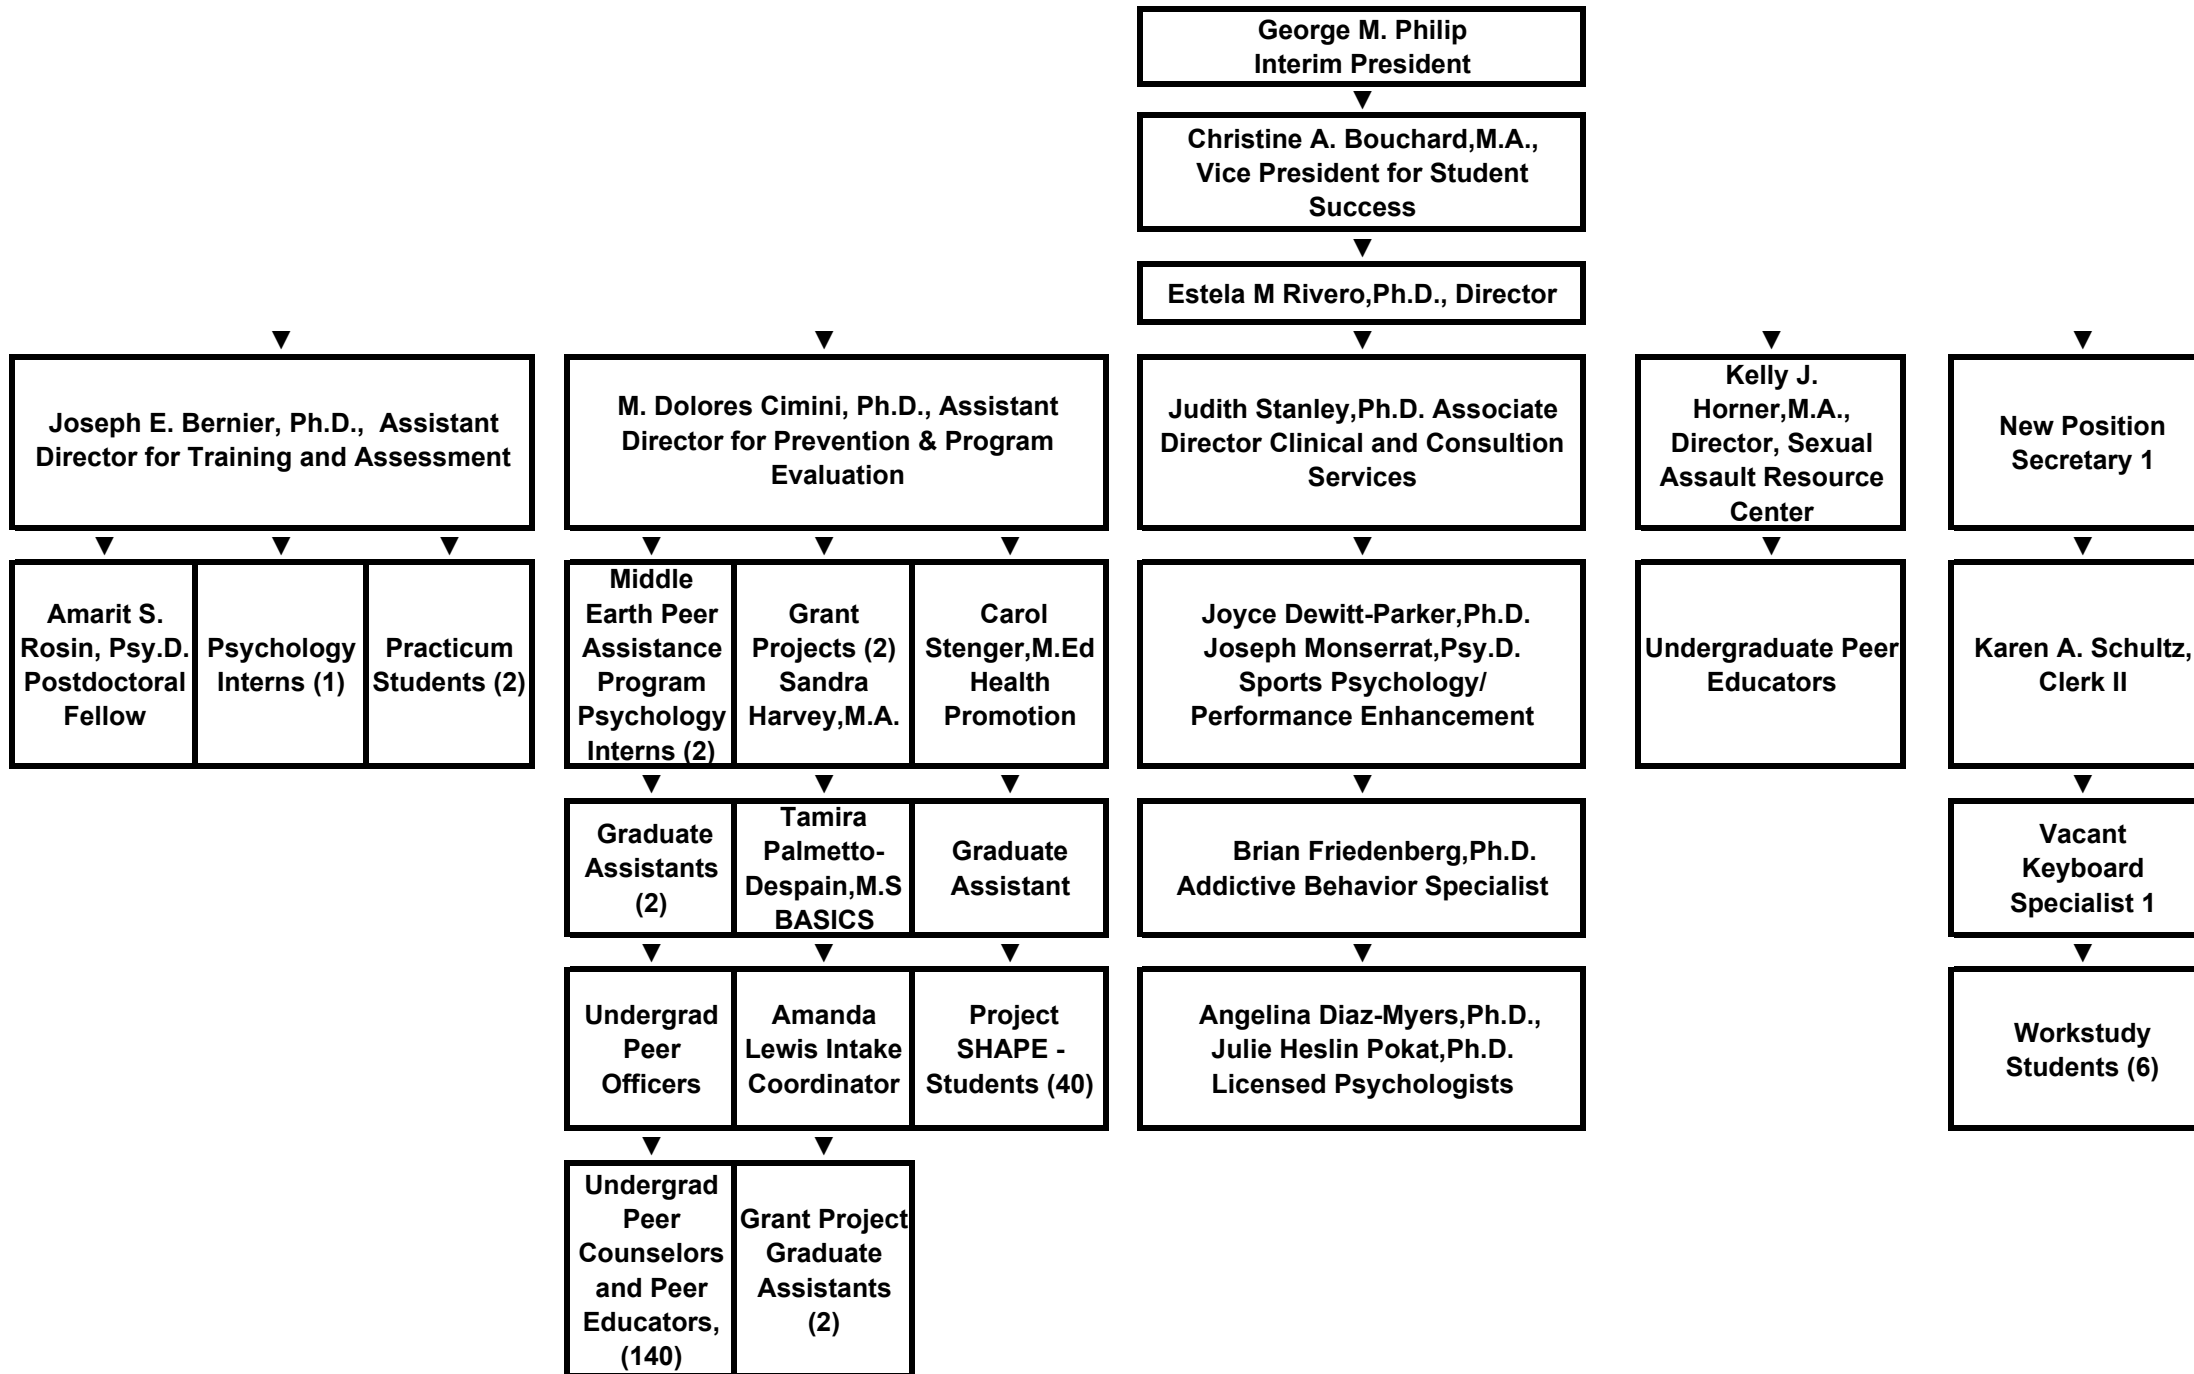 George M. Philip
Interim President
Christine A. Bouchard,M.A.,
Vice President for Student
Success
Estela M Rivero,Ph.D., Director
Joseph E. Bernier, Ph.D., Assistant
Director for Training and Assessment
M. Dolores Cimini, Ph.D., Assistant
Director for Prevention & Program
Evaluation
Judith Stanley,Ph.D. Associate
Director Clinical and Consultion
Services
Kelly J.
Horner,M.A.,
Director, Sexual
Assault Resource
Center
New Position
Secretary 1
Amarit S.
Rosin, Psy.D.
Postdoctoral
Fellow
Psychology
Interns (1)
Practicum
Students (2)
Middle
Earth Peer
Assistance
Program
Psychology
Interns (2)
Grant
Projects (2)
Sandra
Harvey,M.A.
Carol
Stenger,M.Ed
Health
Promotion
Joyce Dewitt-Parker,Ph.D.
Joseph Monserrat,Psy.D.
Sports Psychology/
Performance Enhancement
Undergraduate Peer
Educators
Karen A. Schultz,
Clerk II
Graduate
Assistants
(2)
Tamira
Palmetto-
Despain,M.S
BASICS
Graduate
Assistant
Brian Friedenberg,Ph.D.
Addictive Behavior Specialist
Vacant
Keyboard
Specialist 1
Undergrad
Peer
Officers
Amanda
Lewis Intake
Coordinator
Project
SHAPE -
Students (40)
Angelina Diaz-Myers,Ph.D.,
Julie Heslin Pokat,Ph.D.
Licensed Psychologists
Workstudy
Students (6)
Undergrad
Peer
Counselors
and Peer
Educators,
(140)
Grant Project
Graduate
Assistants
(2)